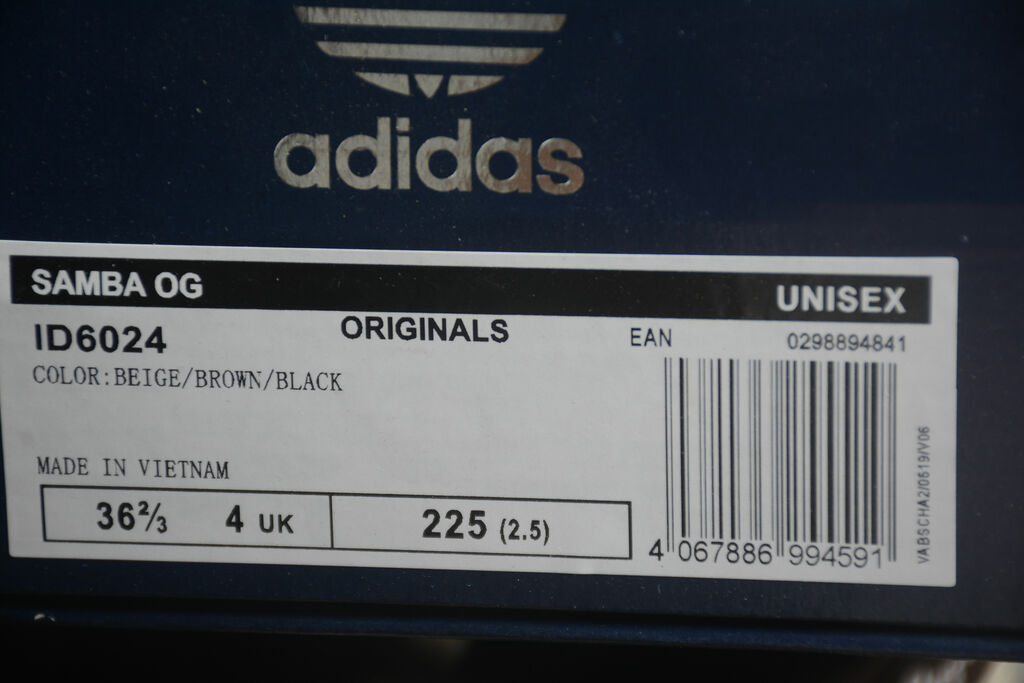 adidas
SAMBA OG
UNISEX
ID6024
ORIGINALS
EAN
0298894841
COLOR:BEIGE/BROWN/BLACK
MADE IN VIETNAM
36⅔ 4 UK
225 (2.5)
4 067886 994591
VABSCHA2/0619/V06